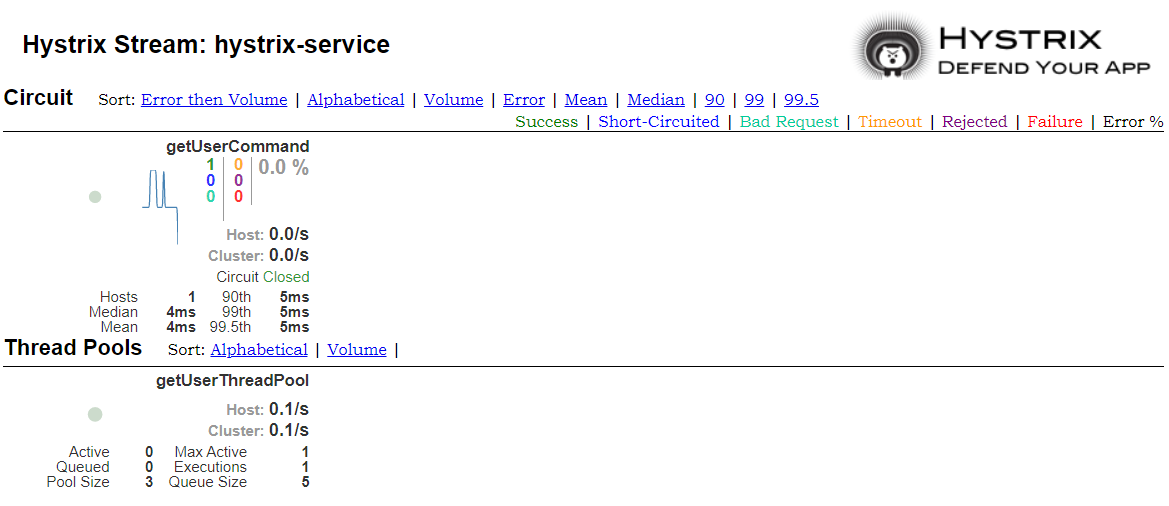 Hystrix Stream: hystrix-service
HYSTRIX
DEFEND YOUR APP
Circuit Sort: Error then Volume | Alphabetical | Volume | Error | Mean | Median | 90 | 99 | 99.5
Success | Short-Circuited | Bad Request | Timeout | Rejected | Failure | Error %
getUserCommand
1 0 0.0 %
0 0
0 0
Host: 0.0/s
Cluster: 0.0/s
Circuit Closed
Hosts 1 90th 5ms
Median 4ms 99th 5ms
Mean 4ms 99.5th 5ms
Thread Pools Sort: Alphabetical | Volume |
getUserThreadPool
Host: 0.1/s
Cluster: 0.1/s
Active 0 Max Active 1
Queued 0 Executions 1
Pool Size 3 Queue Size 5